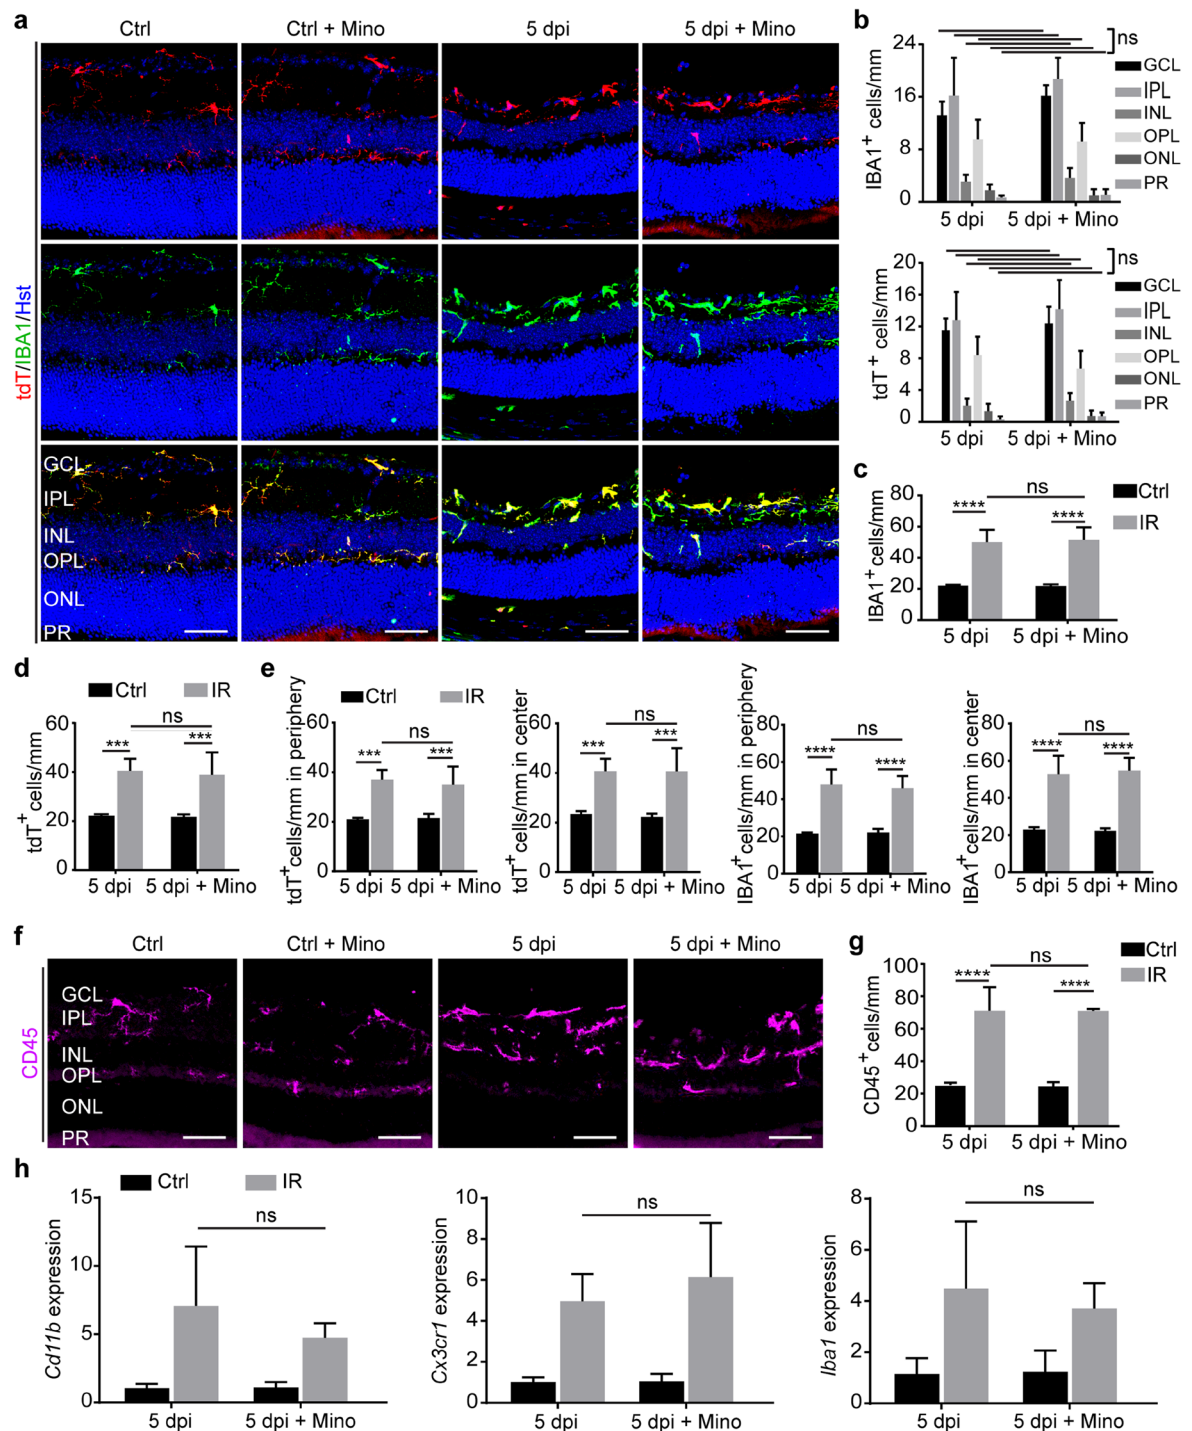 a
Ctrl
Ctrl + Mino
5 dpi
5 dpi + Mino
tdT/IBA1/Hst
GCL
IPL
INL
OPL
ONL
PR
b
ns
IBA1+ cells/mm
24
16
8
0
5 dpi
5 dpi + Mino
GCL
IPL
INL
OPL
ONL
PR
ns
tdT+ cells/mm
20
16
12
8
4
0
5 dpi
5 dpi + Mino
GCL
IPL
INL
OPL
ONL
PR
c
IBA1+ cells/mm
80
60
40
20
0
ns
****
****
Ctrl
IR
5 dpi
5 dpi + Mino
d
Ctrl
IR
tdT+ cells/mm
60
40
20
0
ns
***
***
5 dpi
5 dpi + Mino
e
Ctrl
IR
tdT+ cells/mm in periphery
60
40
20
0
ns
***
***
5 dpi
5 dpi + Mino
tdT+ cells/mm in center
60
40
20
0
ns
***
***
5 dpi
5 dpi + Mino
IBA1+ cells/mm in periphery
80
60
40
20
0
ns
****
****
5 dpi
5 dpi + Mino
IBA1+ cells/mm in center
80
60
40
20
0
ns
****
****
5 dpi
5 dpi + Mino
f
Ctrl
Ctrl + Mino
5 dpi
5 dpi + Mino
CD45
GCL
IPL
INL
OPL
ONL
PR
g
Ctrl
IR
CD45+ cells/mm
100
80
60
40
20
0
ns
****
****
5 dpi
5 dpi + Mino
h
Ctrl
IR
Cd11b expression
15
10
5
0
ns
5 dpi
5 dpi + Mino
Cx3cr1 expression
10
8
6
4
2
0
ns
5 dpi
5 dpi + Mino
Iba1 expression
8
6
4
2
0
ns
5 dpi
5 dpi + Mino